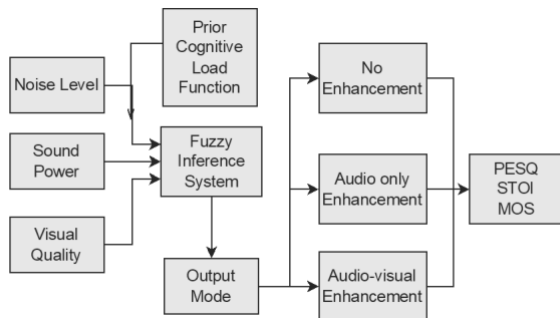 Prior
Cognitive
Load
Function
Noise Level
Sound
Power
Visual
Quality
Fuzzy
Inference
System
Output
Mode
No
Enhancement
Audio only
Enhancement
Audio-visual
Enhancement
PESQ
STOI
MOS